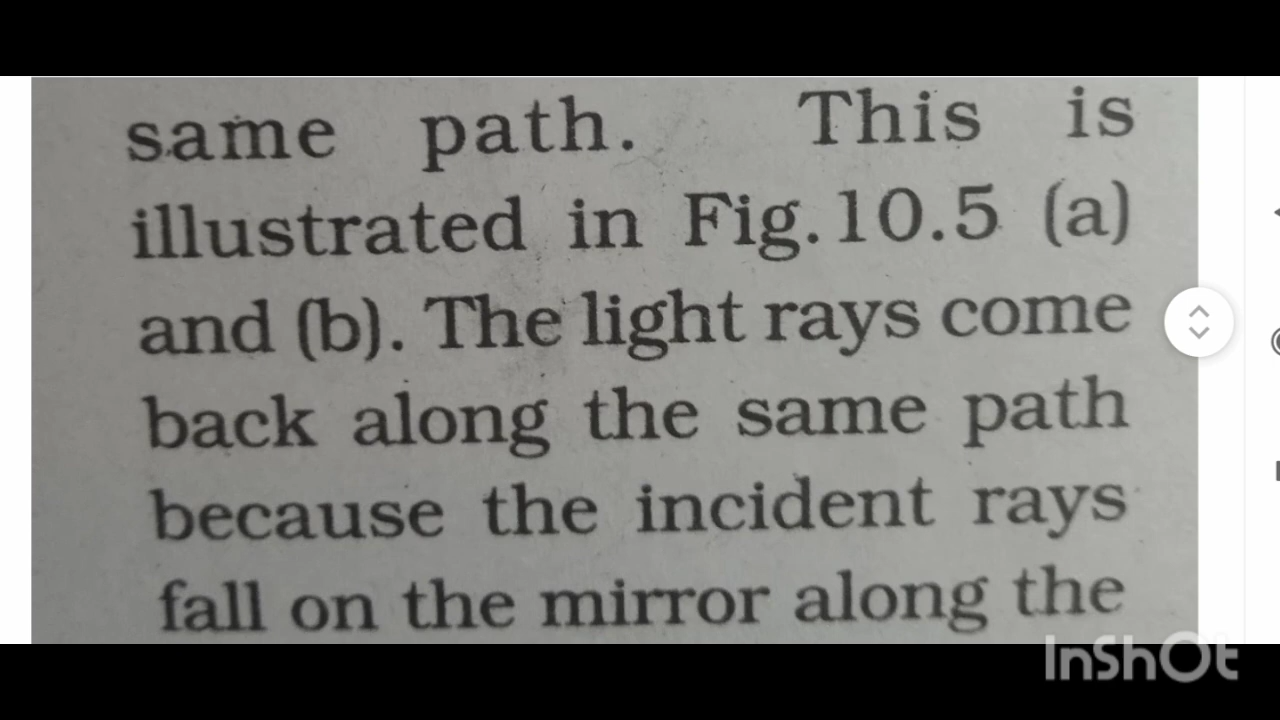 same path. This is
illustrated in Fig.10.5 (a)
and (b). The light rays come
back along the same path
because the incident rays
fall on the mirror along the
InShOt